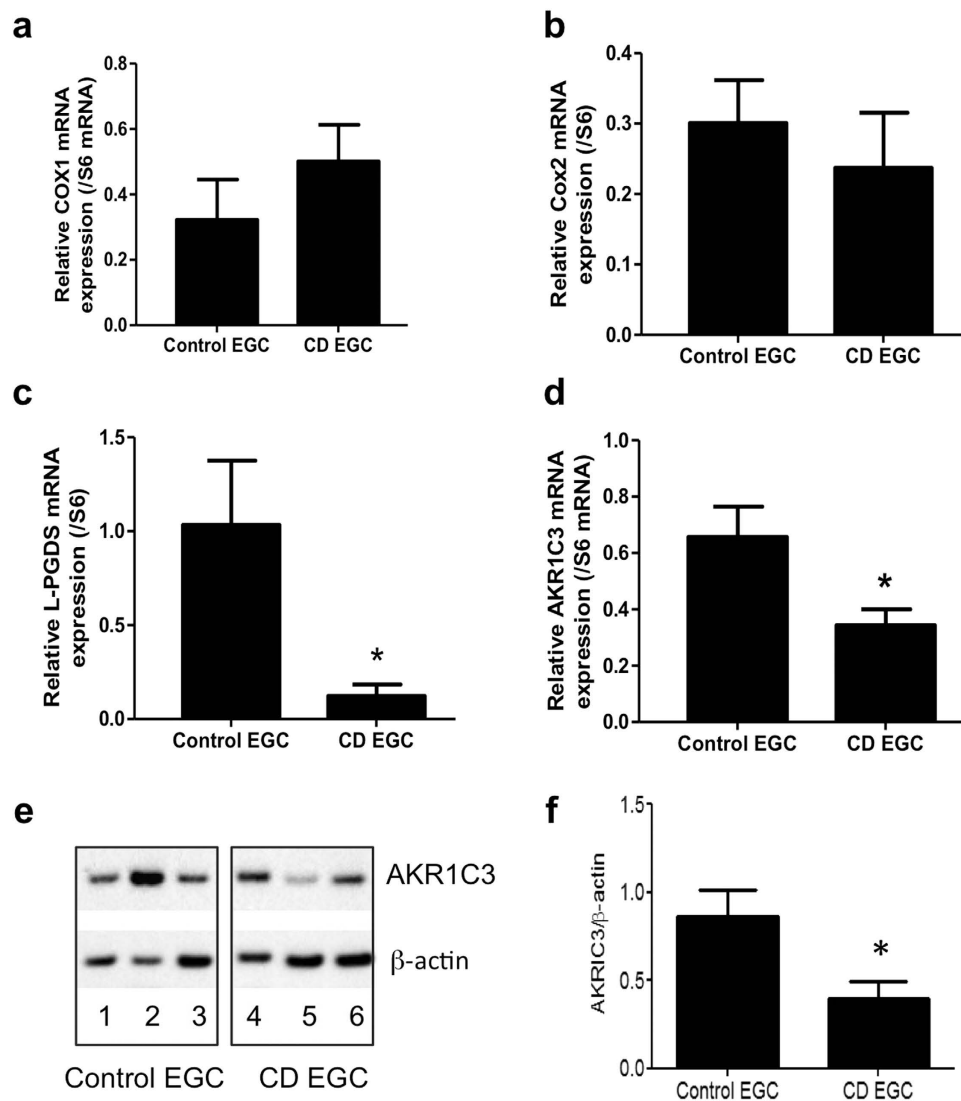 a
Relative COX1 mRNA
expression (/S6 mRNA)
0.8
0.6
0.4
0.2
0.0
Control EGC
CD EGC
b
Relative Cox2 mRNA
expression (/S6)
0.4
0.3
0.2
0.1
0.0
Control EGC
CD EGC
c
Relative L-PGDS mRNA
expression (/S6)
1.5
1.0
0.5
0.0
*
Control EGC
CD EGC
d
Relative AKR1C3 mRNA
expression (/S6 mRNA)
1.0
0.8
0.6
0.4
0.2
0.0
*
Control EGC
CD EGC
e
AKR1C3
β-actin
1 2 3 4 5 6
Control EGC
CD EGC
f
AKRIC3/β-actin
1.5
1.0
0.5
0.0
*
Control EGC
CD EGC